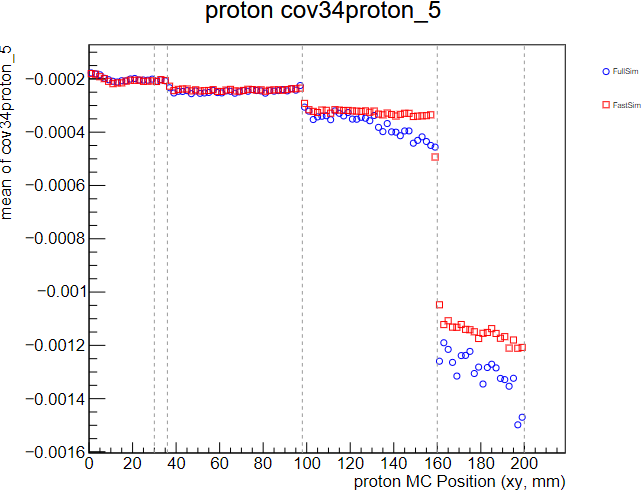 proton cov34proton_5
mean of cov34proton_5
−0.0002
−0.0004
−0.0006
−0.0008
−0.001
−0.0012
−0.0014
−0.0016
0 20 40 60 80 100 120 140 160 180 200
proton MC Position (xy, mm)
FullSim
FastSim